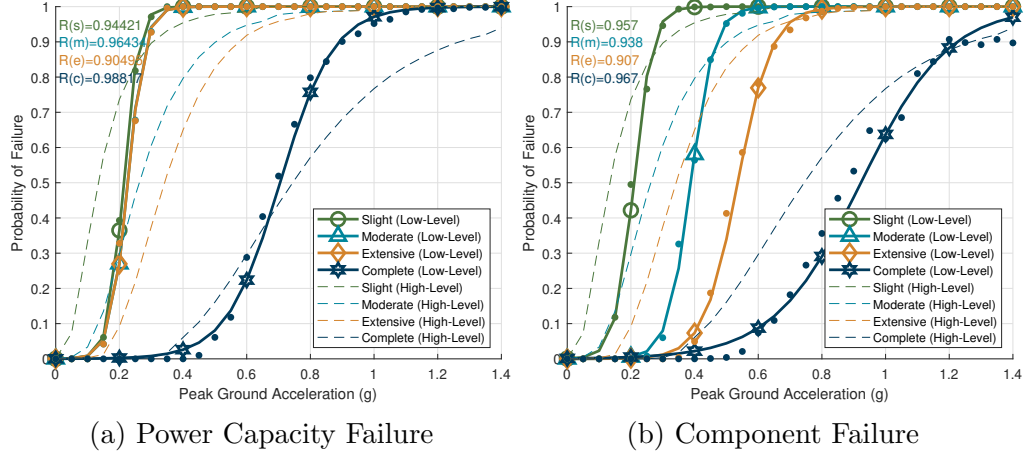 1
0.9
0.8
0.7
0.6
0.5
0.4
0.3
0.2
0.1
0
Probability of Failure
R(s)=0.94421
R(m)=0.96434
R(e)=0.90493
R(c)=0.98817
Slight (Low-Level)
Moderate (Low-Level)
Extensive (Low-Level)
Complete (Low-Level)
Slight (High-Level)
Moderate (High-Level)
Extensive (High-Level)
Complete (High-Level)
0 0.2 0.4 0.6 0.8 1 1.2 1.4
Peak Ground Acceleration (g)
(a) Power Capacity Failure
1
0.9
0.8
0.7
0.6
0.5
0.4
0.3
0.2
0.1
0
Probability of Failure
R(s)=0.957
R(m)=0.938
R(e)=0.907
R(c)=0.967
Slight (Low-Level)
Moderate (Low-Level)
Extensive (Low-Level)
Complete (Low-Level)
Slight (High-Level)
Moderate (High-Level)
Extensive (High-Level)
Complete (High-Level)
0 0.2 0.4 0.6 0.8 1 1.2 1.4
Peak Ground Acceleration (g)
(b) Component Failure